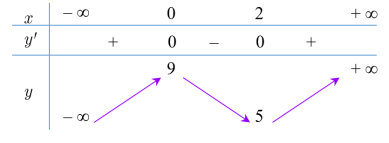 x −∞ 0 2 +∞
y′ + 0 − 0 +
9 +∞
y
−∞ 5